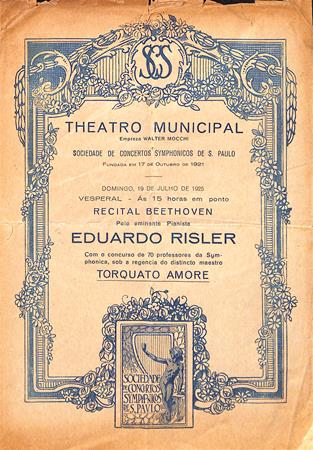 SCS
THEATRO MUNICIPAL
Empreza WALTER MOCCHI
SOCIEDADE DE CONCERTOS SYMPHONICOS DE S. PAULO
FUNDADA EM 17 DE OUTUBRO DE 1921
DOMINGO, 19 DE JULHO DE 1925
VESPERAL - Ás 15 horas em ponto
RECITAL BEETHOVEN
Pelo eminente Pianista
EDUARDO RISLER
Com o concurso de 70 professores da Sym-
phonica, sob a regencia do distincto maestro
TORQUATO AMORE
SOCIEDADE
DE CONCERTOS
SYMPHONICOS
DE S. PAULO